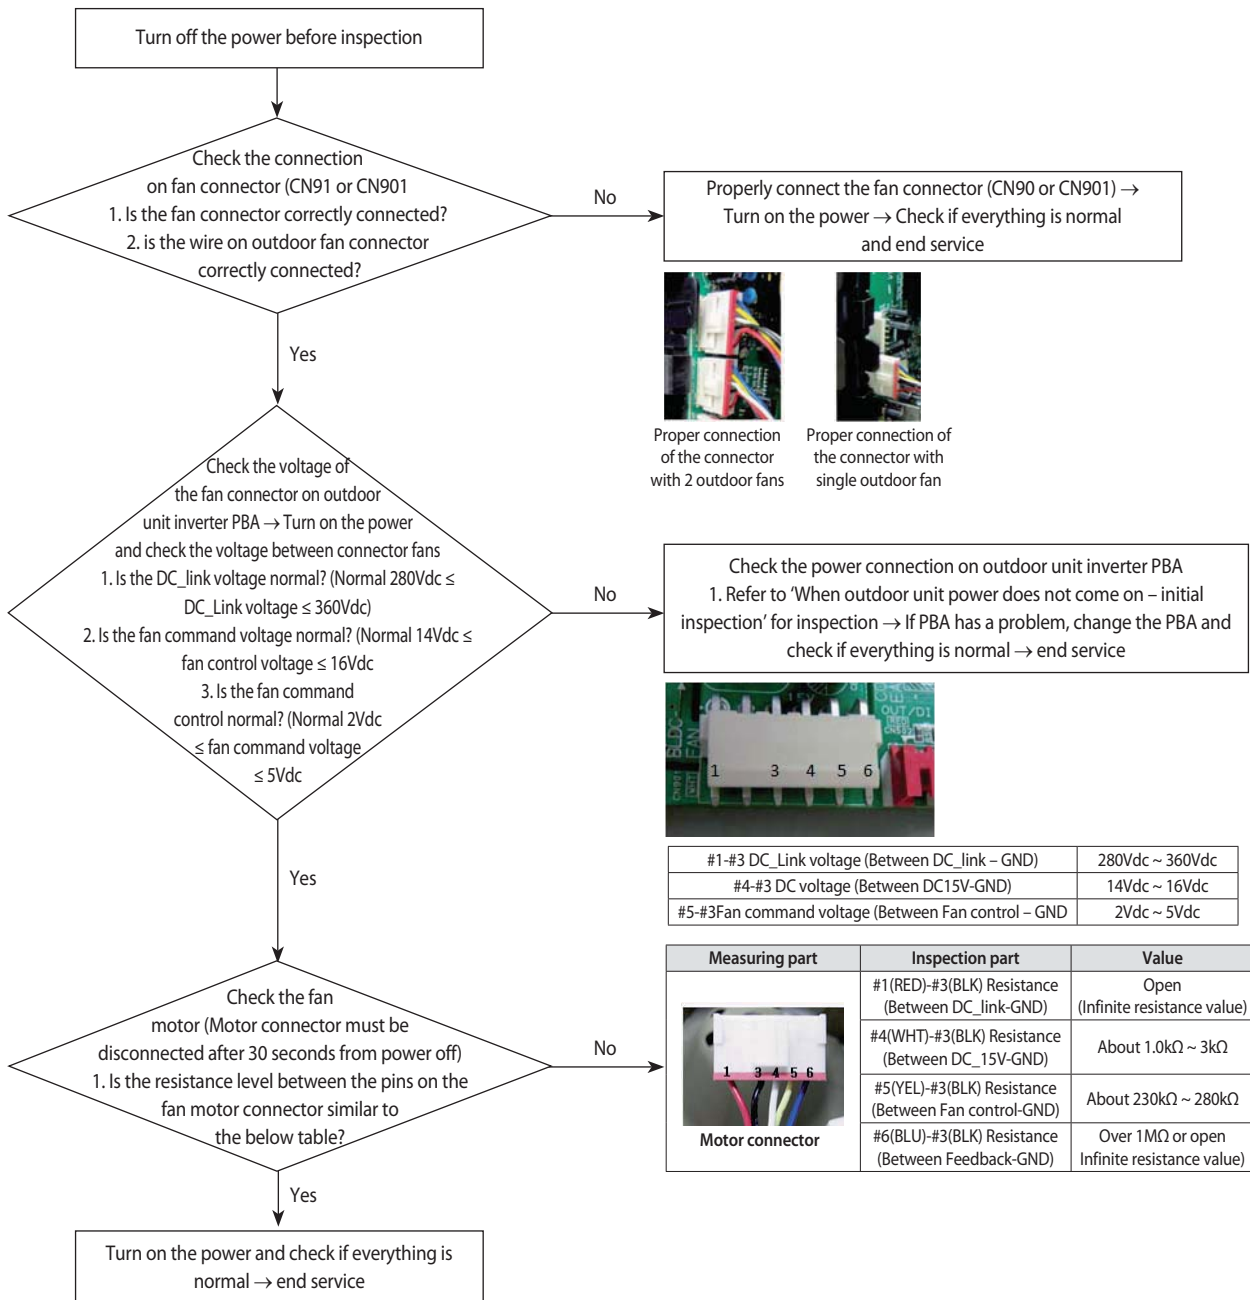 Turn off the power before inspection
Check the connection
on fan connector (CN91 or CN901
1. Is the fan connector correctly connected?
2. is the wire on outdoor fan connector
correctly connected?
No
Properly connect the fan connector (CN90 or CN901) →
Turn on the power → Check if everything is normal
and end service
Proper connection
of the connector
with 2 outdoor fans
Proper connection of
the connector with
single outdoor fan
Yes
Check the voltage of
the fan connector on outdoor
unit inverter PBA → Turn on the power
and check the voltage between connector fans
1. Is the DC_link voltage normal? (Normal 280Vdc ≤
DC_Link voltage ≤ 360Vdc)
2. Is the fan command voltage normal? (Normal 14Vdc ≤
fan control voltage ≤ 16Vdc
3. Is the fan command
control normal? (Normal 2Vdc
≤ fan command voltage
≤ 5Vdc
No
Check the power connection on outdoor unit inverter PBA
1. Refer to ‘When outdoor unit power does not come on – initial
inspection’ for inspection → If PBA has a problem, change the PBA and
check if everything is normal → end service
BLDC-
FAN
CN901
OUT/DI
1 3 4 5 6
#1-#3 DC_Link voltage (Between DC_link – GND) 280Vdc ~ 360Vdc
#4-#3 DC voltage (Between DC15V-GND) 14Vdc ~ 16Vdc
#5-#3Fan command voltage (Between Fan control – GND 2Vdc ~ 5Vdc
Yes
Check the fan
motor (Motor connector must be
disconnected after 30 seconds from power off)
1. Is the resistance level between the pins on the
fan motor connector similar to
the below table?
No
Measuring part Inspection part Value
1 3 4 5 6
Motor connector
#1(RED)-#3(BLK) Resistance
(Between DC_link-GND)
Open
(Infinite resistance value)
#4(WHT)-#3(BLK) Resistance
(Between DC_15V-GND)
About 1.0kΩ ~ 3kΩ
#5(YEL)-#3(BLK) Resistance
(Between Fan control-GND)
About 230kΩ ~ 280kΩ
#6(BLU)-#3(BLK) Resistance
(Between Feedback-GND)
Over 1MΩ or open
Infinite resistance value)
Yes
Turn on the power and check if everything is
normal → end service